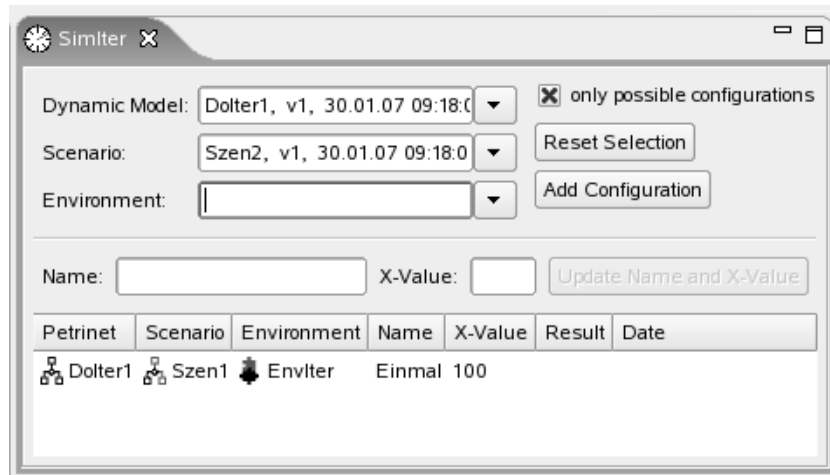 SimIter
Dynamic Model: DoIter1, v1, 30.01.07 09:18:0
only possible configurations
Scenario: Szen2, v1, 30.01.07 09:18:0
Reset Selection
Environment:
Add Configuration
Name: X-Value: Update Name and X-Value
Petrinet Scenario Environment Name X-Value Result Date
DoIter1 Szen1 EnvIter Einmal 100